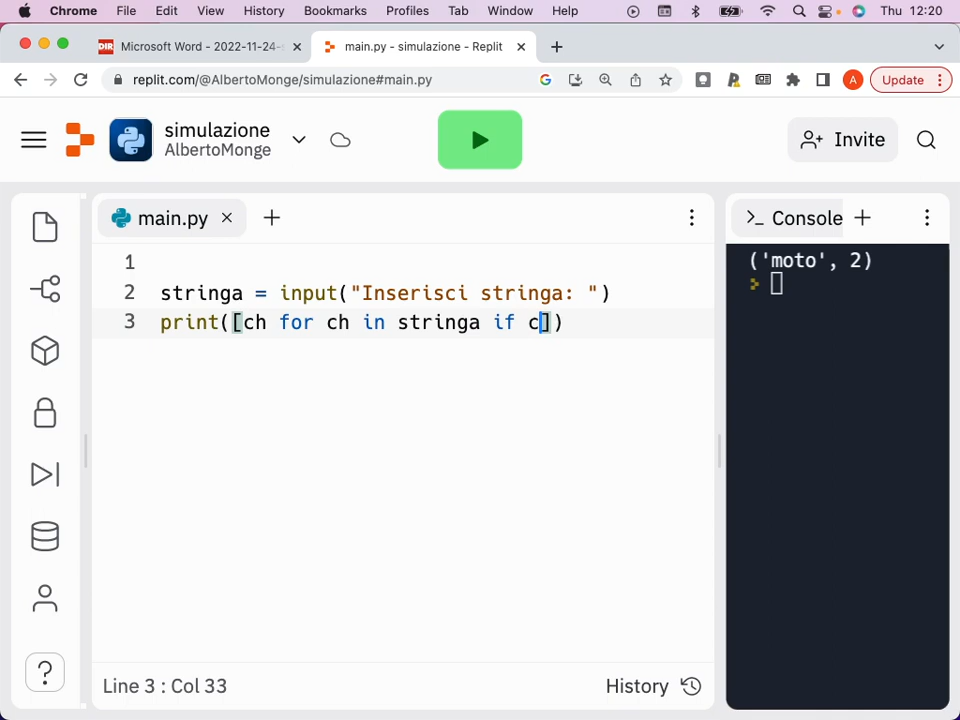 Chrome File Edit View History Bookmarks Profiles Tab Window Help Thu 12:20
DIR Microsoft Word - 2022-11-24- main.py - simulazione - Replit
replit.com/@AlbertoMonge/simulazione#main.py G A Update
simulazione
AlbertoMonge
Invite
main.py
>_ Console
1
2 stringa = input("Inserisci stringa: ")
3 print([ch for ch in stringa if c])
('moto', 2)
>
?
Line 3 : Col 33
History